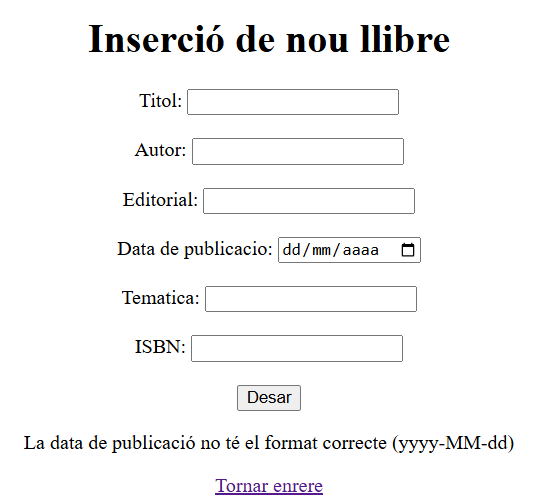 Inserció de nou llibre
Titol:
Autor:
Editorial:
Data de publicacio: dd/mm/aaaa
Tematica:
ISBN:
Desar
La data de publicació no té el format correcte (yyyy-MM-dd)
Tornar enrere